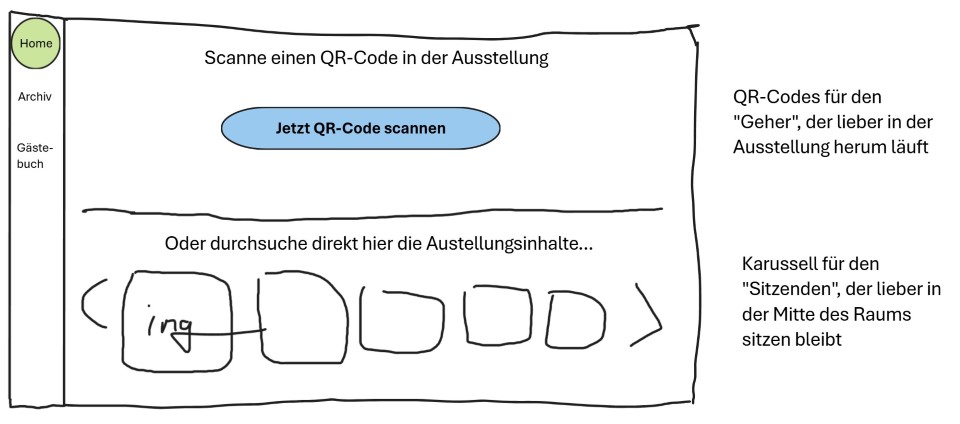 Home
Archiv
Gäste-
buch
Scanne einen QR-Code in der Ausstellung
Jetzt QR-Code scannen
Oder durchsuche direkt hier die Austellungsinhalte...
img
QR-Codes für den
"Geher", der lieber in der
Ausstellung herum läuft
Karussell für den
"Sitzenden", der lieber in
der Mitte des Raums
sitzen bleibt